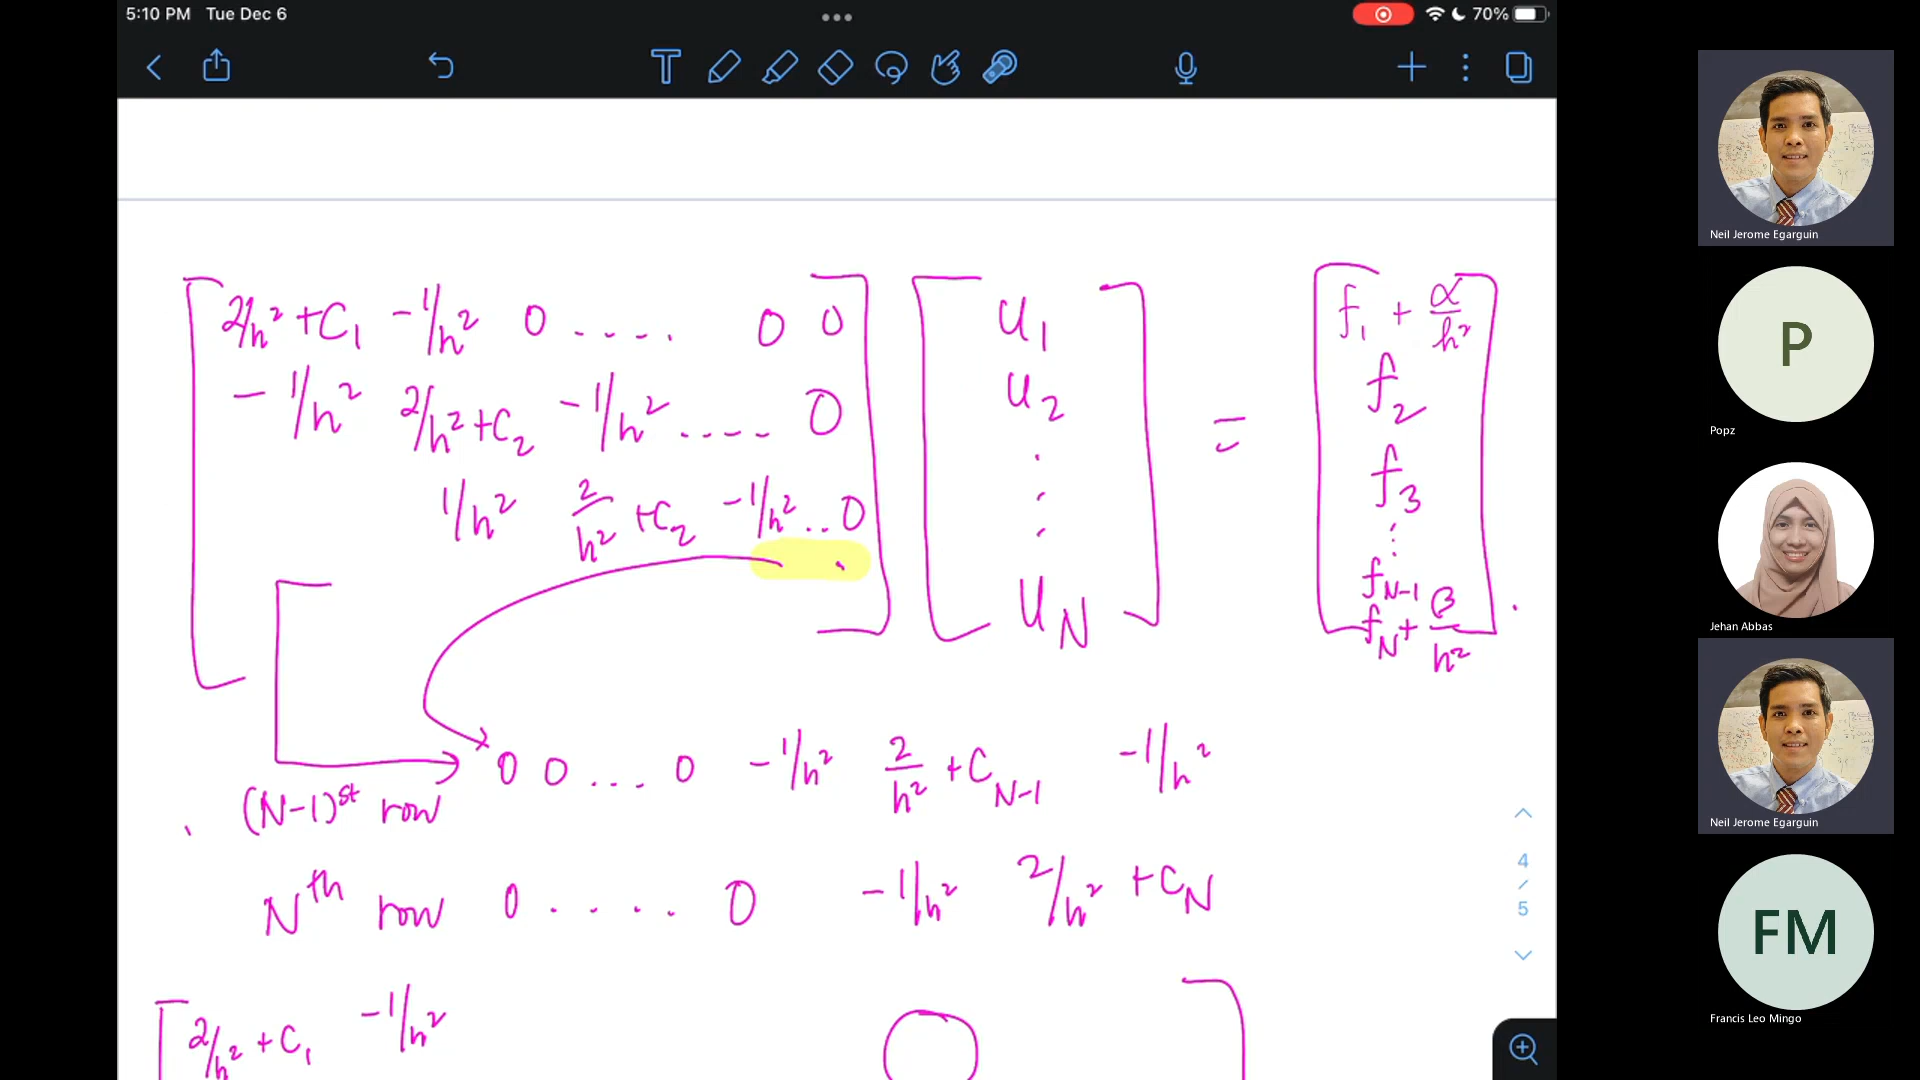 5:10 PM Tue Dec 6
70%
2/h² + C₁ -1/h² 0 .... 0 0
-1/h² 2/h² + C₂ -1/h² .... 0
1/h² 2/h² + C₂ -1/h² .. 0
u₁
u₂
u_N
=
f₁ + α/h²
f₂
f₃
f_N-1
f_N + β/h²
0 0 .... 0 -1/h² 2/h² + C_N-1 -1/h²
(N-1)st row
Nth row 0 ..... 0 -1/h² 2/h² + C_N
2/h² + C₁ -1/h²
4
/
5
Neil Jerome Egarguin
P
Popz
Jehan Abbas
Neil Jerome Egarguin
FM
Francis Leo Mingo